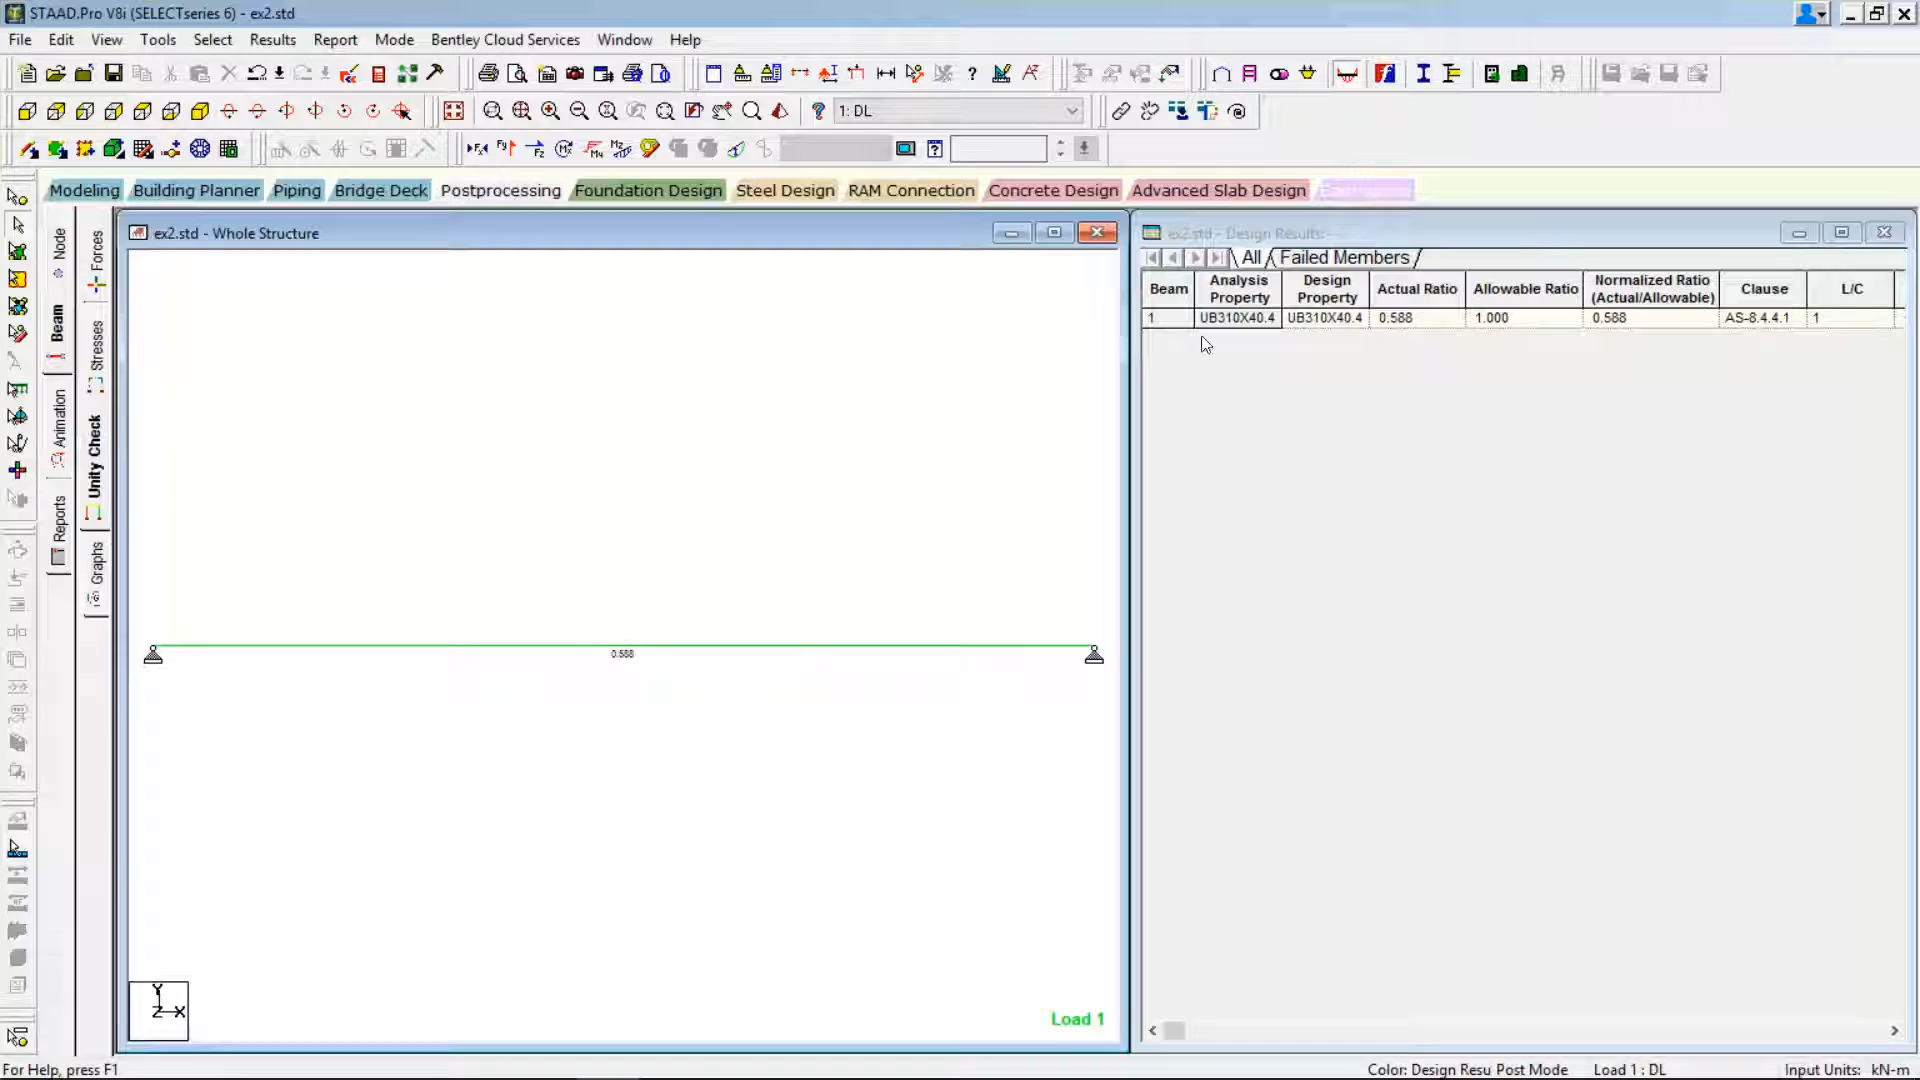 STAAD.Pro V8i (SELECTseries 6) - ex2.std
File Edit View Tools Select Results Report Mode Bentley Cloud Services Window Help
1: DL
Modeling Building Planner Piping Bridge Deck Postprocessing Foundation Design Steel Design RAM Connection Concrete Design Advanced Slab Design
Node
Beam
Animation
Reports
Forces
Stresses
Unity Check
Graphs
ex2.std - Whole Structure
0.588
Y
Z X
Load 1
ex2.std - Design Results:
All Failed Members
Beam Analysis Property Design Property Actual Ratio Allowable Ratio Normalized Ratio (Actual/Allowable) Clause L/C
1 UB310X40.4 UB310X40.4 0.588 1.000 0.588 AS-8.4.4.1 1
For Help, press F1 Color: Design Resu Post Mode Load 1 : DL Input Units: kN-m